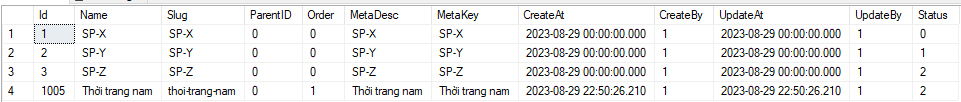 Id Name Slug ParentID Order MetaDesc MetaKey CreateAt CreateBy UpdateAt UpdateBy Status
1 1 SP-X SP-X 0 0 SP-X SP-X 2023-08-29 00:00:00.000 1 2023-08-29 00:00:00.000 1 0
2 2 SP-Y SP-Y 0 0 SP-Y SP-Y 2023-08-29 00:00:00.000 1 2023-08-29 00:00:00.000 1 1
3 3 SP-Z SP-Z 0 0 SP-Z SP-Z 2023-08-29 00:00:00.000 1 2023-08-29 00:00:00.000 1 2
4 1005 Thời trang nam thoi-trang-nam 0 1 Thời trang nam Thời trang nam 2023-08-29 22:50:26.210 1 2023-08-29 22:50:26.210 1 2